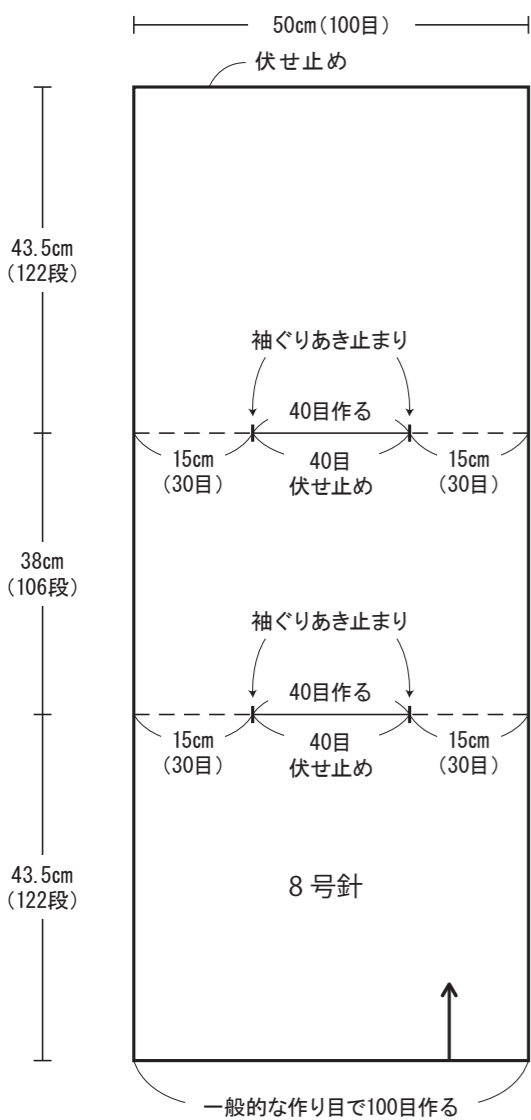 50cm(100目)
伏せ止め
43.5cm
(122段)
袖ぐりあき止まり
40目作る
15cm
(30目)
40目
伏せ止め
15cm
(30目)
38cm
(106段)
袖ぐりあき止まり
40目作る
15cm
(30目)
40目
伏せ止め
15cm
(30目)
43.5cm
(122段)
8号針
一般的な作り目で100目作る